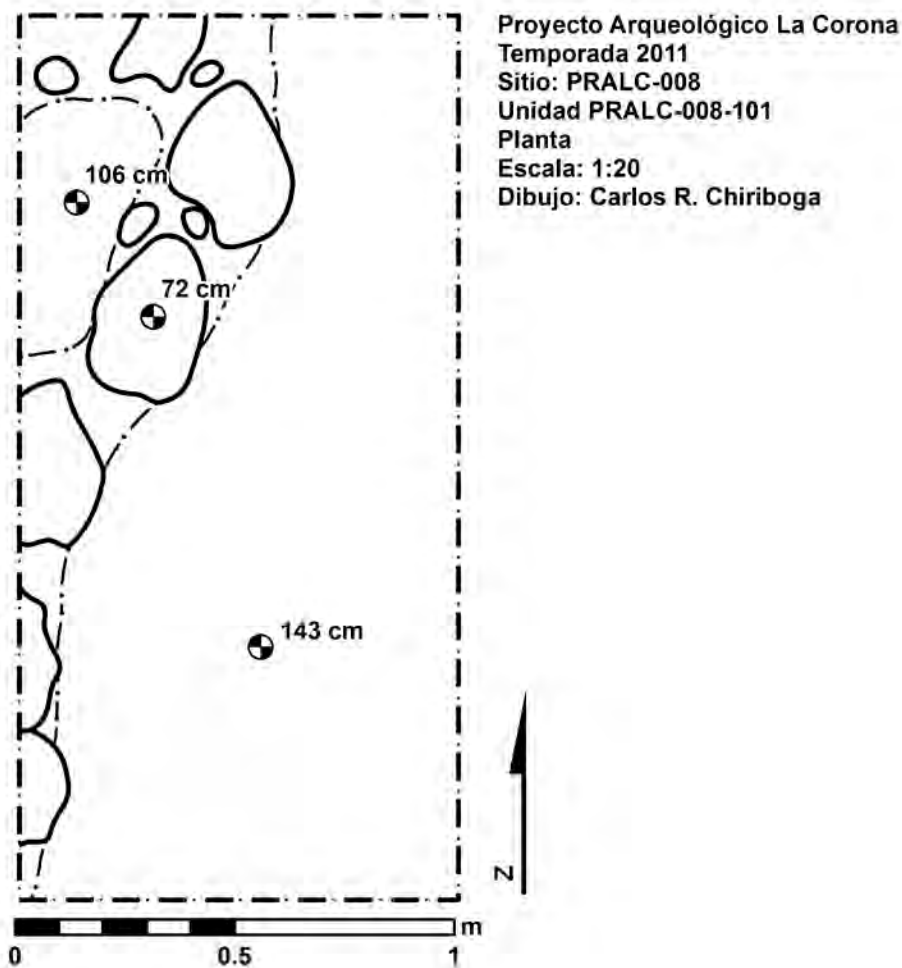 Proyecto Arqueológico La Corona
Temporada 2011
Sitio: PRALC-008
Unidad PRALC-008-101
Planta
Escala: 1:20
Dibujo: Carlos R. Chiriboga
106 cm
72 cm
143 cm
N
m
0 0.5 1